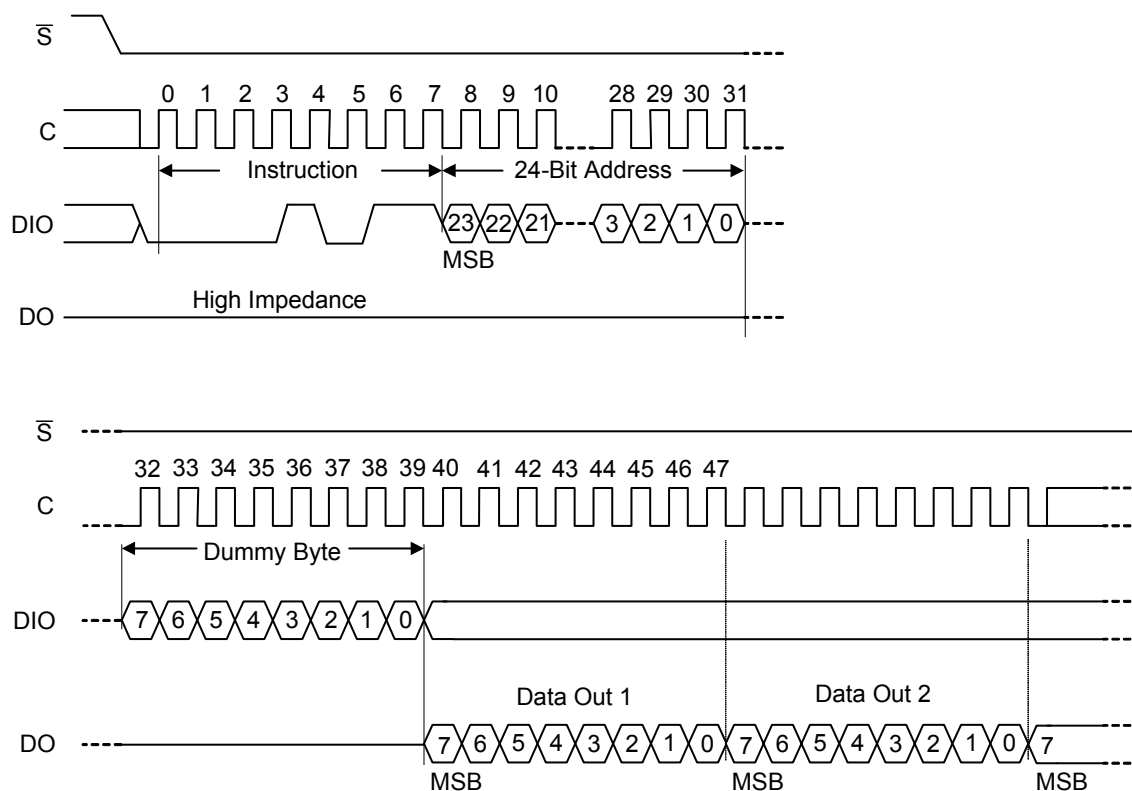 S
0 1 2 3 4 5 6 7 8 9 10 28 29 30 31
C
Instruction 24-Bit Address
DIO 23 22 21 3 2 1 0
MSB
High Impedance
DO
S
32 33 34 35 36 37 38 39 40 41 42 43 44 45 46 47
C
Dummy Byte
DIO 7 6 5 4 3 2 1 0
Data Out 1 Data Out 2
DO 7 6 5 4 3 2 1 0 7 6 5 4 3 2 1 0 7
MSB MSB MSB